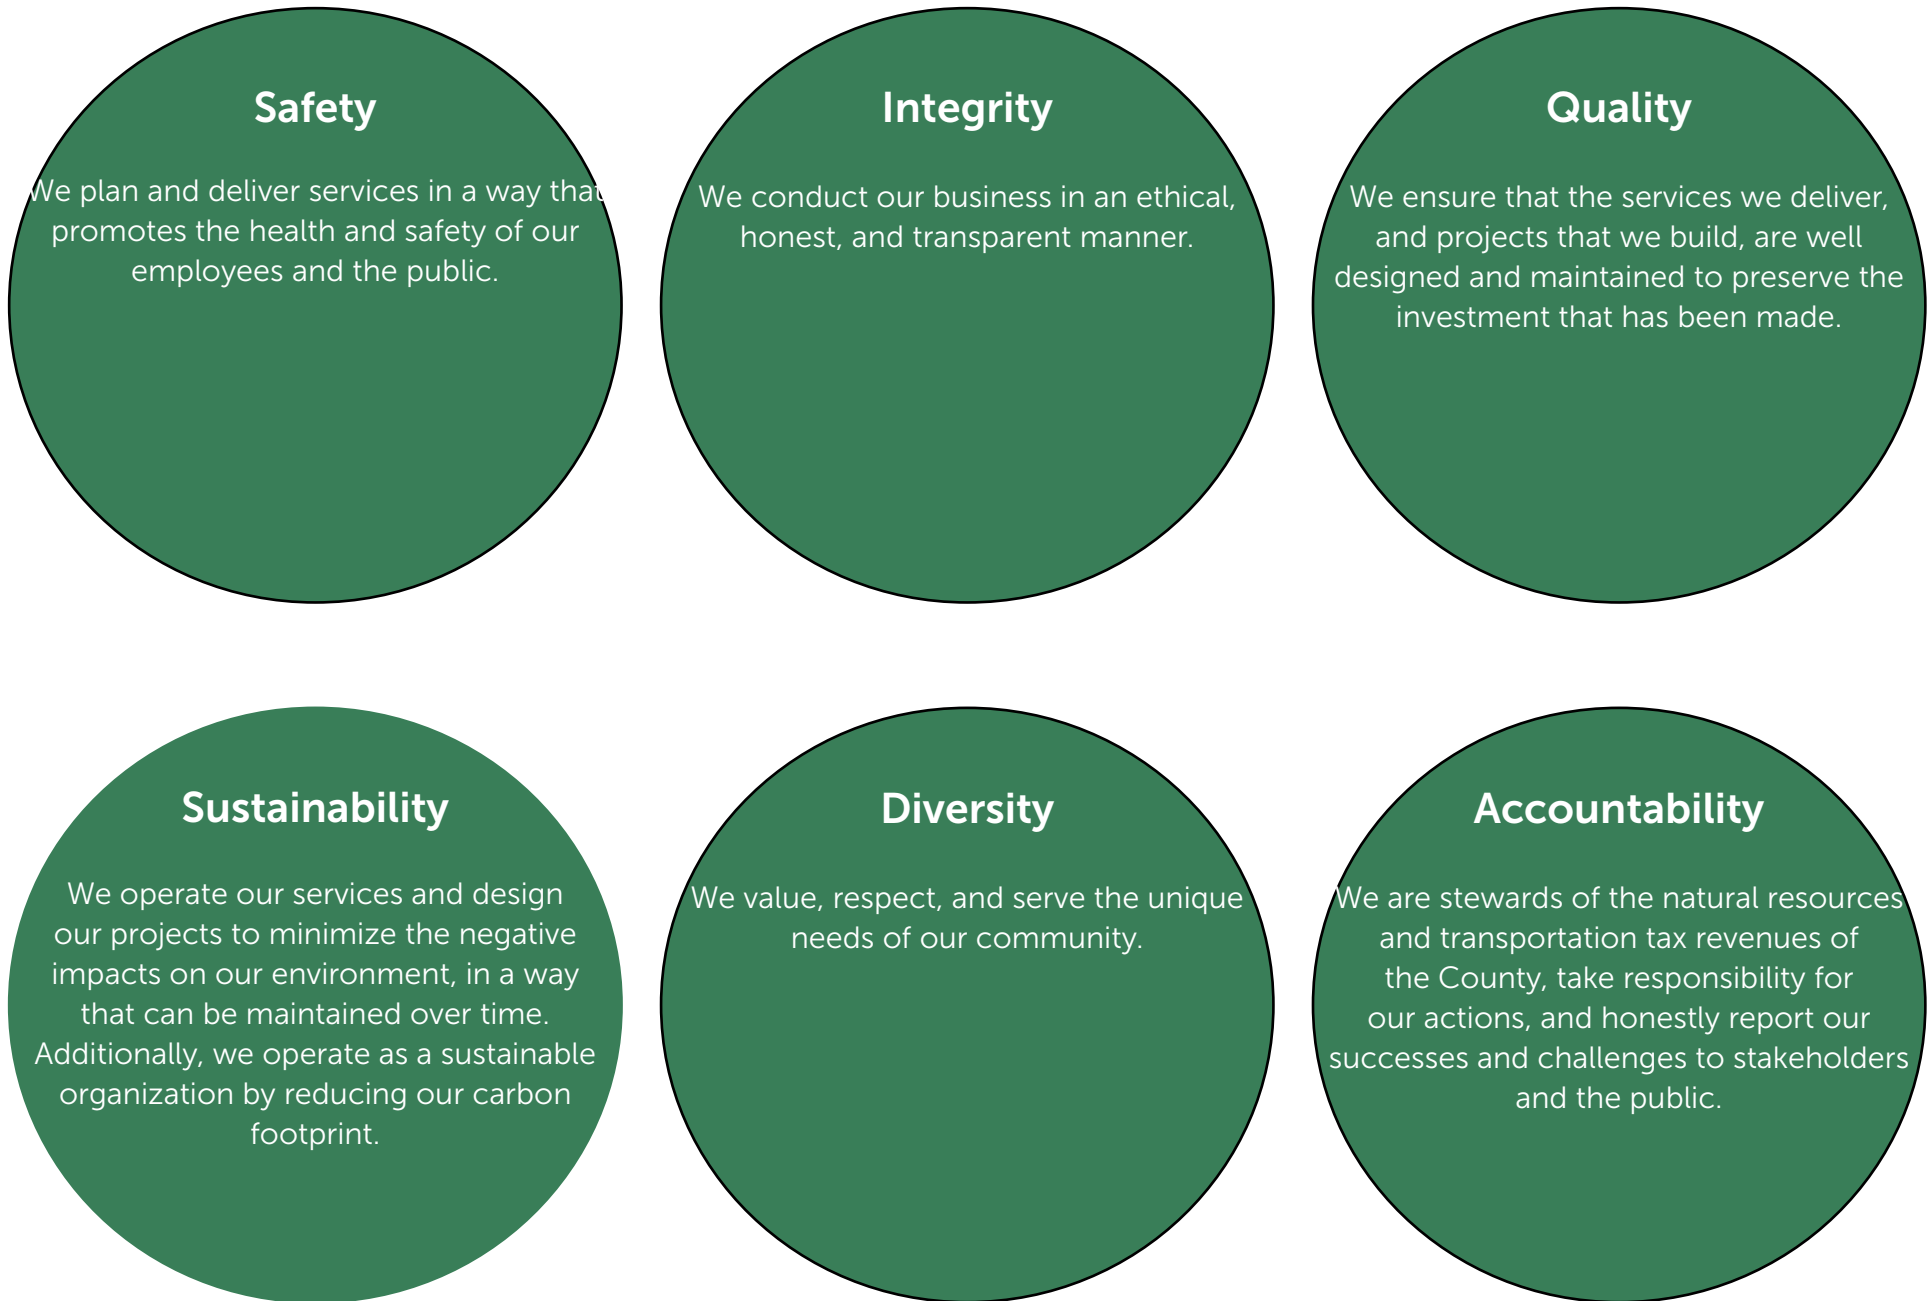 Safety
We plan and deliver services in a way that
promotes the health and safety of our
employees and the public.
Integrity
We conduct our business in an ethical,
honest, and transparent manner.
Quality
We ensure that the services we deliver,
and projects that we build, are well
designed and maintained to preserve the
investment that has been made.
Sustainability
We operate our services and design
our projects to minimize the negative
impacts on our environment, in a way
that can be maintained over time.
Additionally, we operate as a sustainable
organization by reducing our carbon
footprint.
Diversity
We value, respect, and serve the unique
needs of our community.
Accountability
We are stewards of the natural resources
and transportation tax revenues of
the County, take responsibility for
our actions, and honestly report our
successes and challenges to stakeholders
and the public.